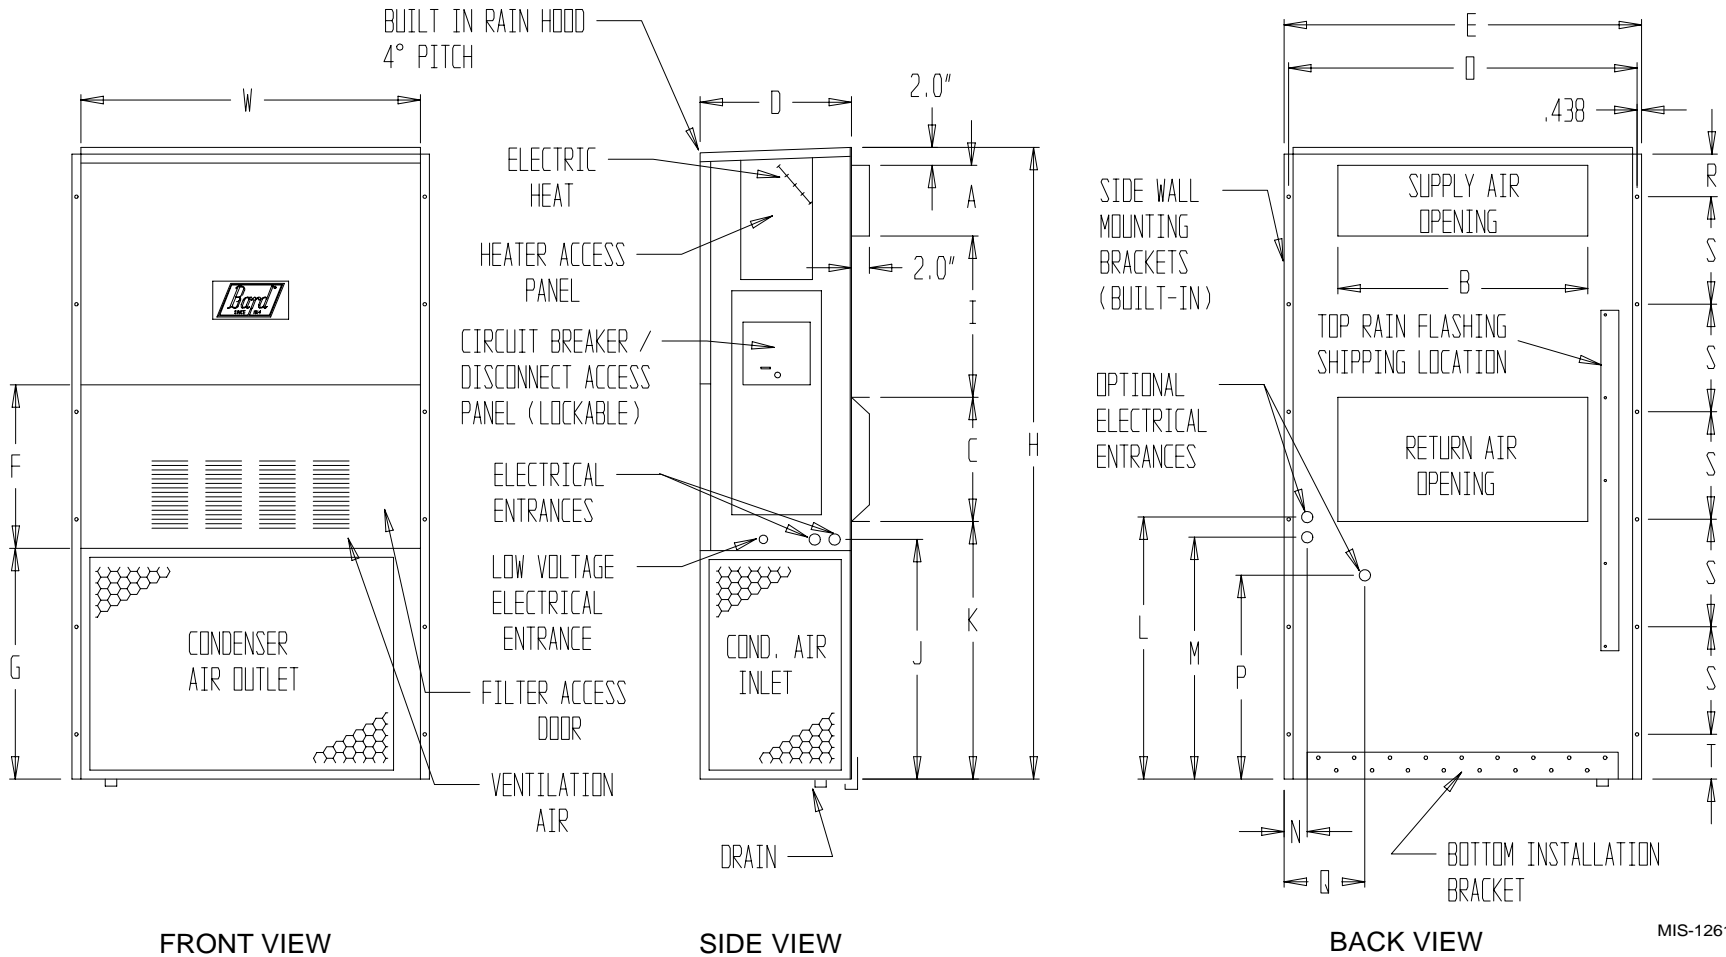 BUILT IN RAIN HOOD
4° PITCH
W
D
2.0"
ELECTRIC
HEAT
A
HEATER ACCESS
PANEL
2.0"
Bard
I
CIRCUIT BREAKER /
DISCONNECT ACCESS
PANEL (LOCKABLE)
F
C
H
ELECTRICAL
ENTRANCES
LOW VOLTAGE
ELECTRICAL
ENTRANCE
CONDENSER
AIR OUTLET
G
COND. AIR
INLET
J
K
FILTER ACCESS
DOOR
VENTILATION
AIR
DRAIN
E
O
.438
SIDE WALL
MOUNTING
BRACKETS
(BUILT-IN)
SUPPLY AIR
OPENING
R
S
B
TOP RAIN FLASHING
SHIPPING LOCATION
S
OPTIONAL
ELECTRICAL
ENTRANCES
RETURN AIR
OPENING
S
S
L
M
P
S
T
N
Q
BOTTOM INSTALLATION
BRACKET
FRONT VIEW
SIDE VIEW
BACK VIEW